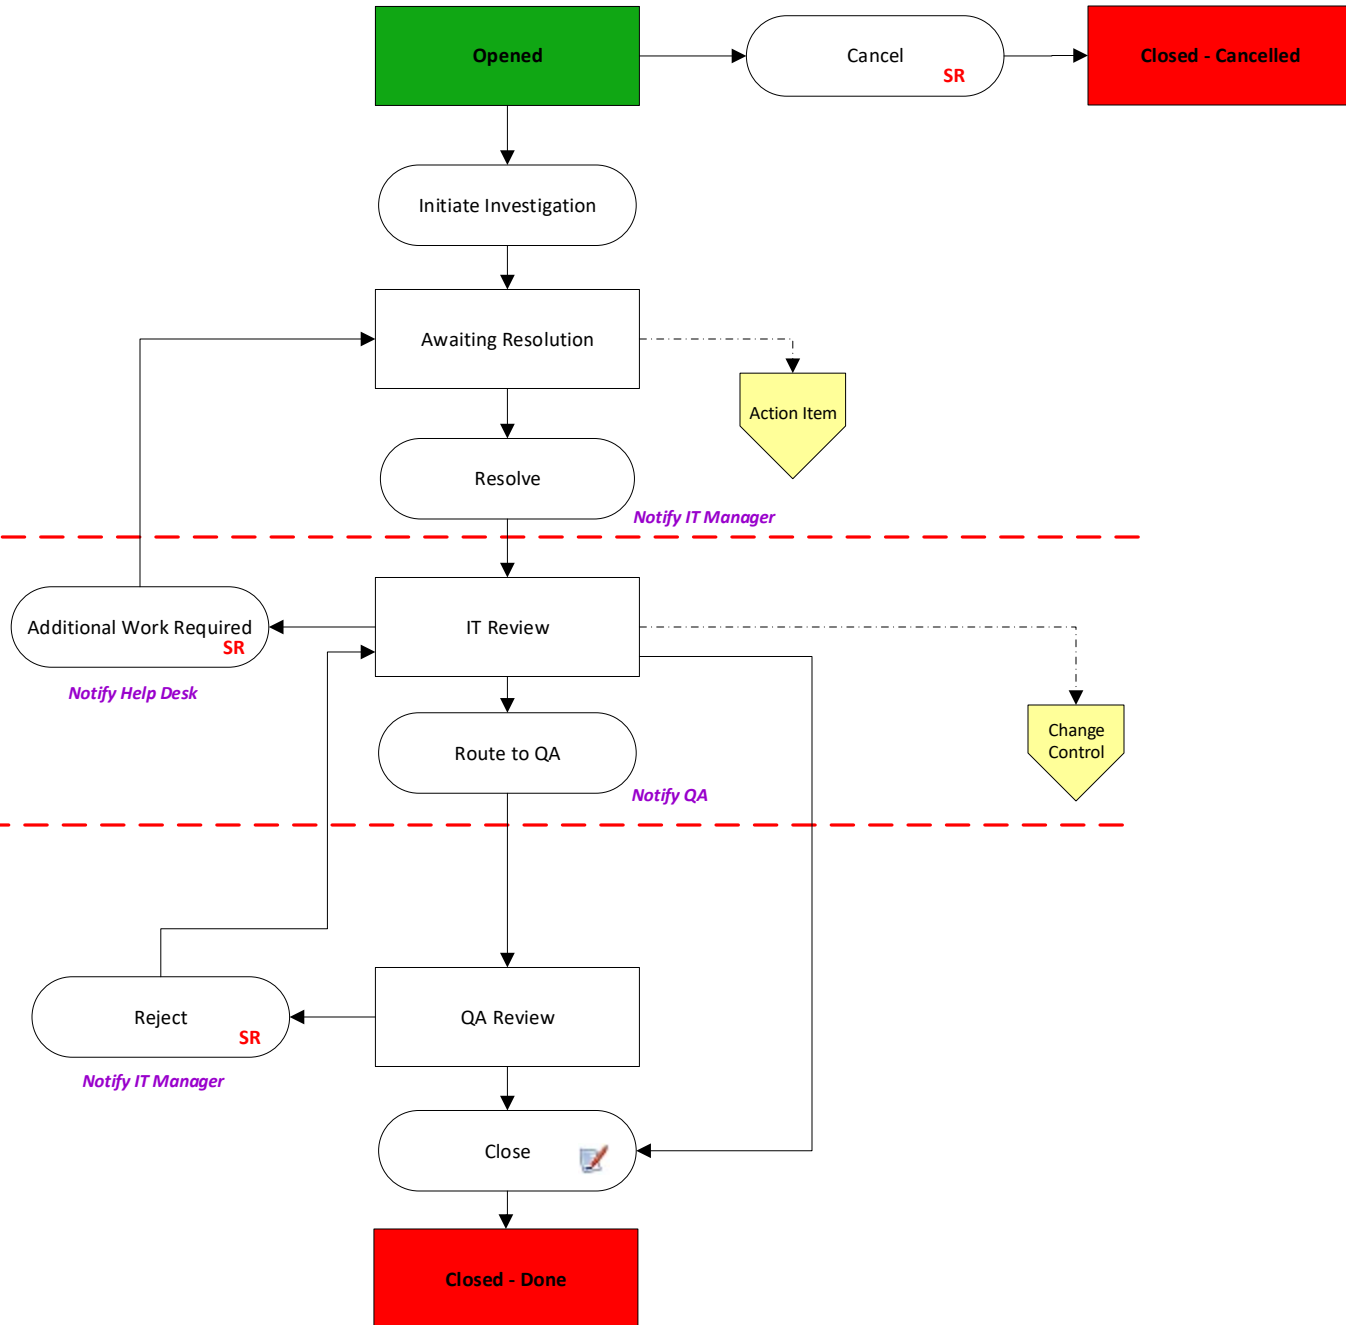 Opened
Cancel
SR
Closed - Cancelled
Initiate Investigation
Awaiting Resolution
Action Item
Resolve
Notify IT Manager
Additional Work Required
SR
IT Review
Notify Help Desk
Change
Control
Route to QA
Notify QA
Reject
SR
QA Review
Notify IT Manager
Close
Closed - Done